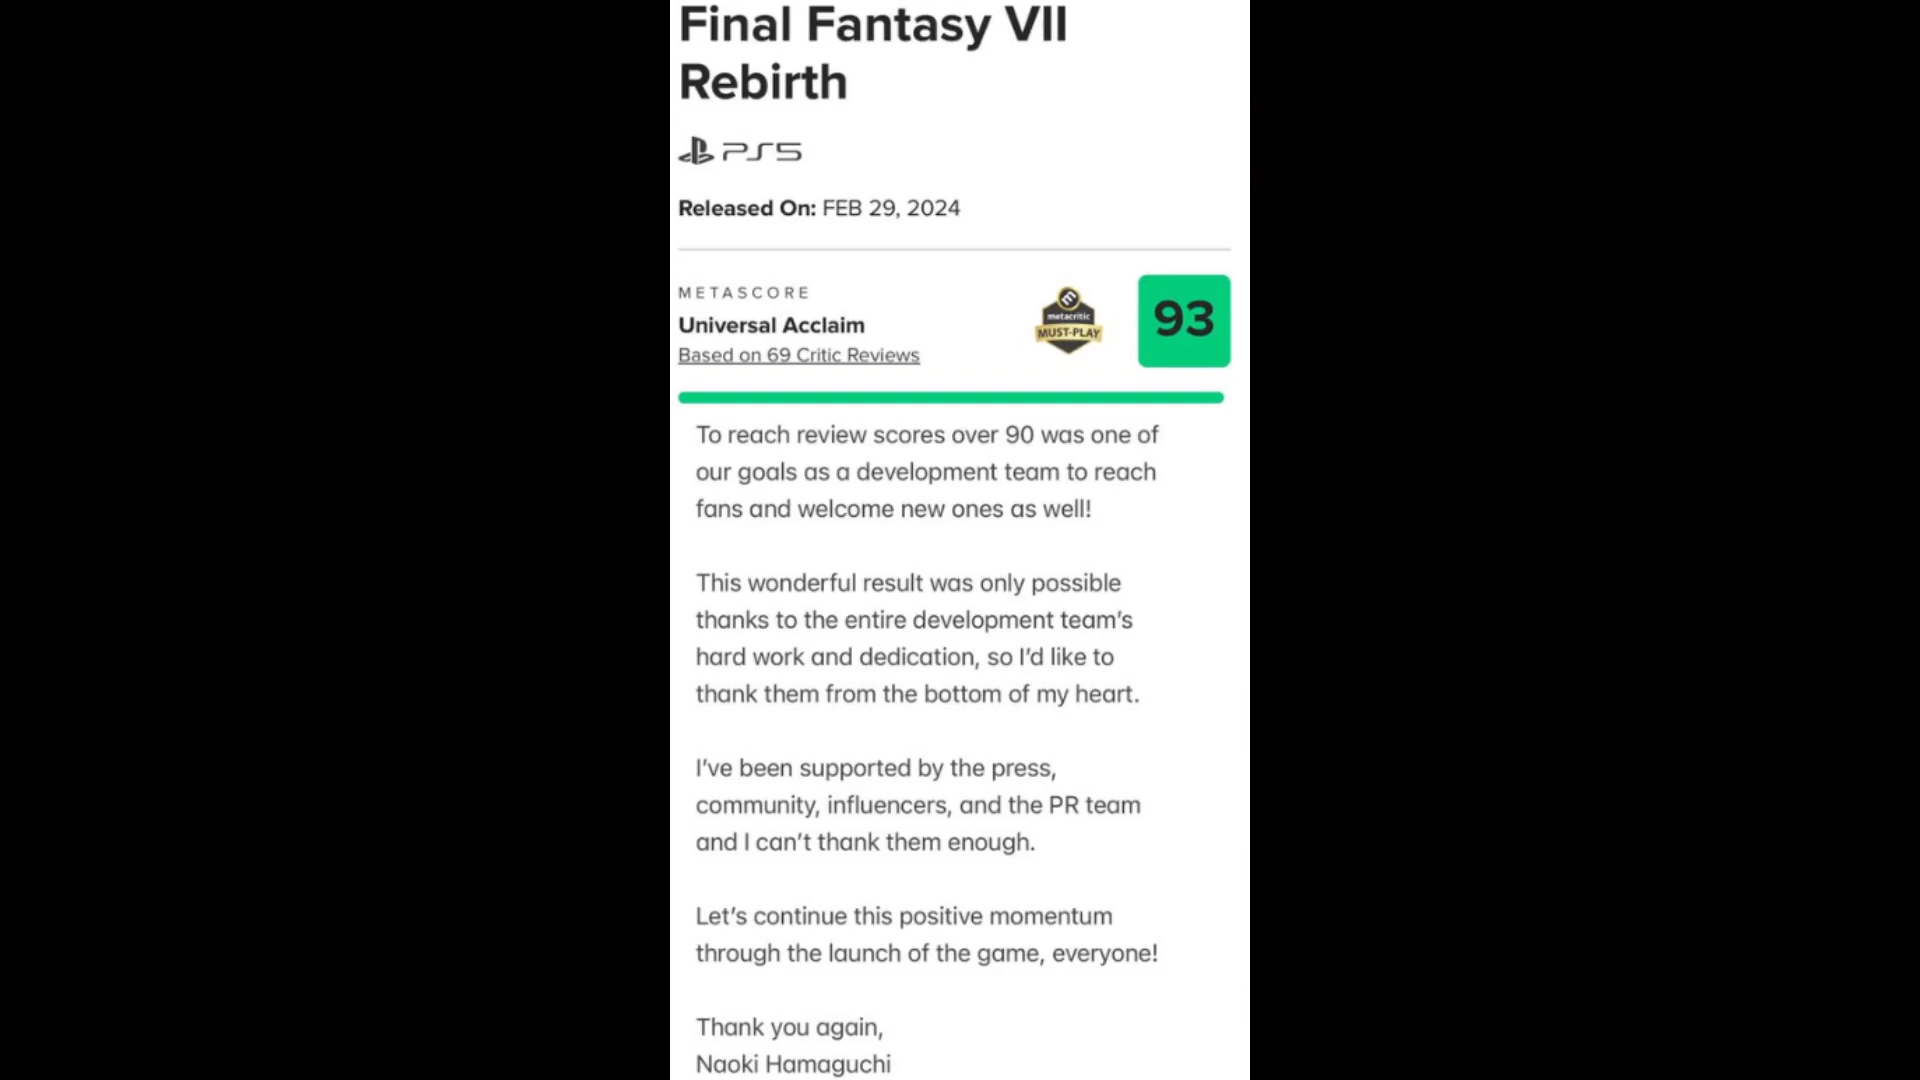 Final Fantasy VII
Rebirth
PS5
Released On: FEB 29, 2024
METASCORE
Universal Acclaim
Based on 69 Critic Reviews
metacritic
MUST-PLAY
93
To reach review scores over 90 was one of
our goals as a development team to reach
fans and welcome new ones as well!
This wonderful result was only possible
thanks to the entire development team’s
hard work and dedication, so I’d like to
thank them from the bottom of my heart.
I’ve been supported by the press,
community, influencers, and the PR team
and I can’t thank them enough.
Let’s continue this positive momentum
through the launch of the game, everyone!
Thank you again,
Naoki Hamaguchi